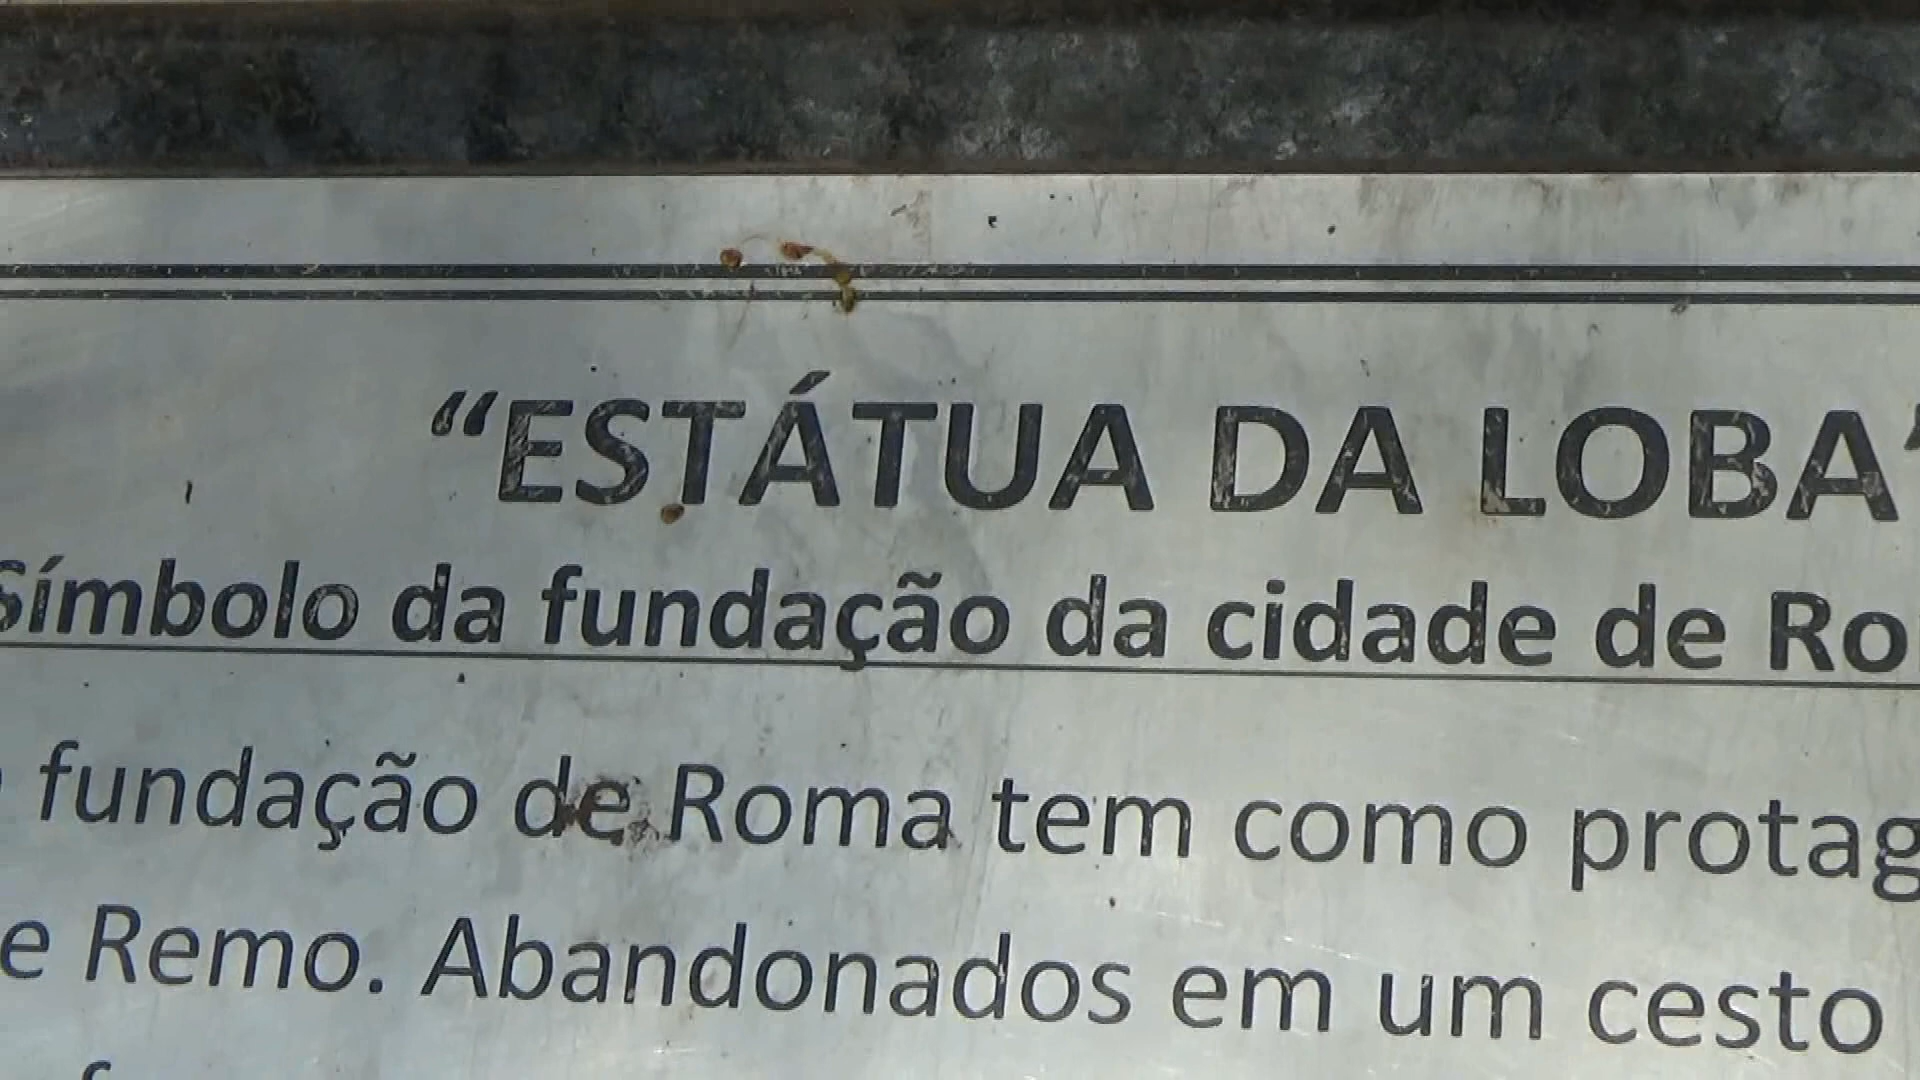 “ESTÁTUA DA LOBA”
Símbolo da fundação da cidade de Ro
fundação de Roma tem como protag
e Remo. Abandonados em um cesto